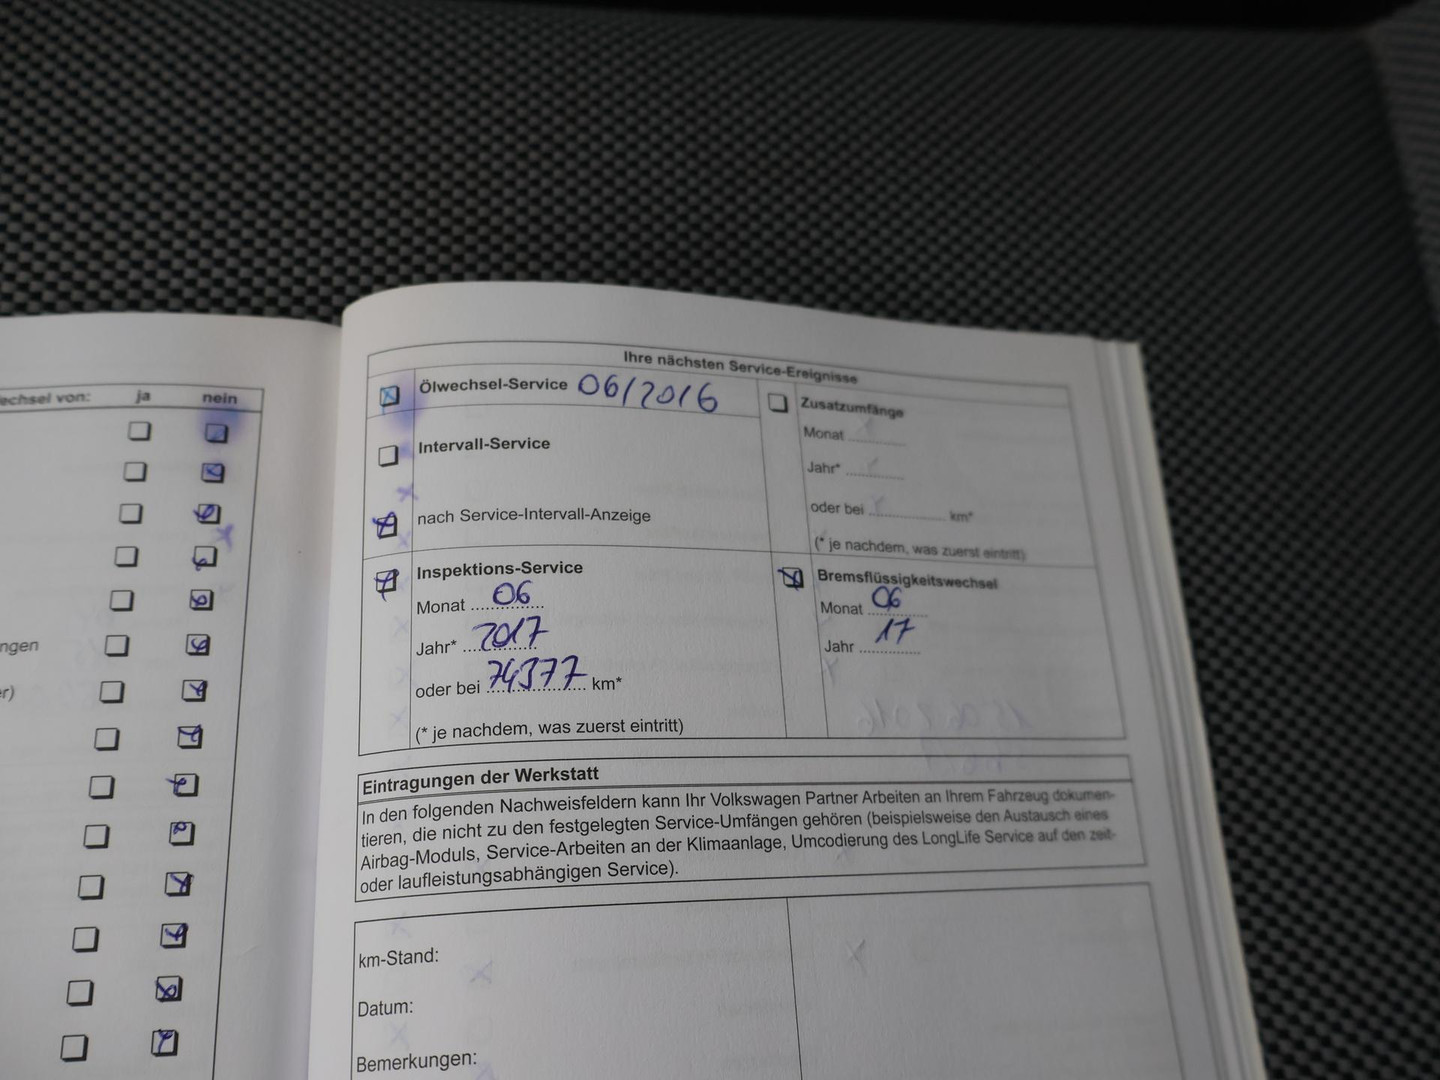 echsel von: ja nein
ngen
er)
Ihre nächsten Service-Ereignisse
Ölwechsel-Service 06/2016
Intervall-Service
nach Service-Intervall-Anzeige
Zusatzumfänge
Monat
Jahr*
oder bei km*
(* je nachdem, was zuerst eintritt)
Inspektions-Service
Monat 06
Jahr* 2017
oder bei 74377 km*
(* je nachdem, was zuerst eintritt)
Bremsflüssigkeitswechsel
Monat 06
Jahr 17
Eintragungen der Werkstatt
In den folgenden Nachweisfeldern kann Ihr Volkswagen Partner Arbeiten an Ihrem Fahrzeug dokumen-
tieren, die nicht zu den festgelegten Service-Umfängen gehören (beispielsweise den Austausch eines
Airbag-Moduls, Service-Arbeiten an der Klimaanlage, Umcodierung des LongLife Service auf den zeit-
oder laufleistungsabhängigen Service).
km-Stand:
Datum:
Bemerkungen: